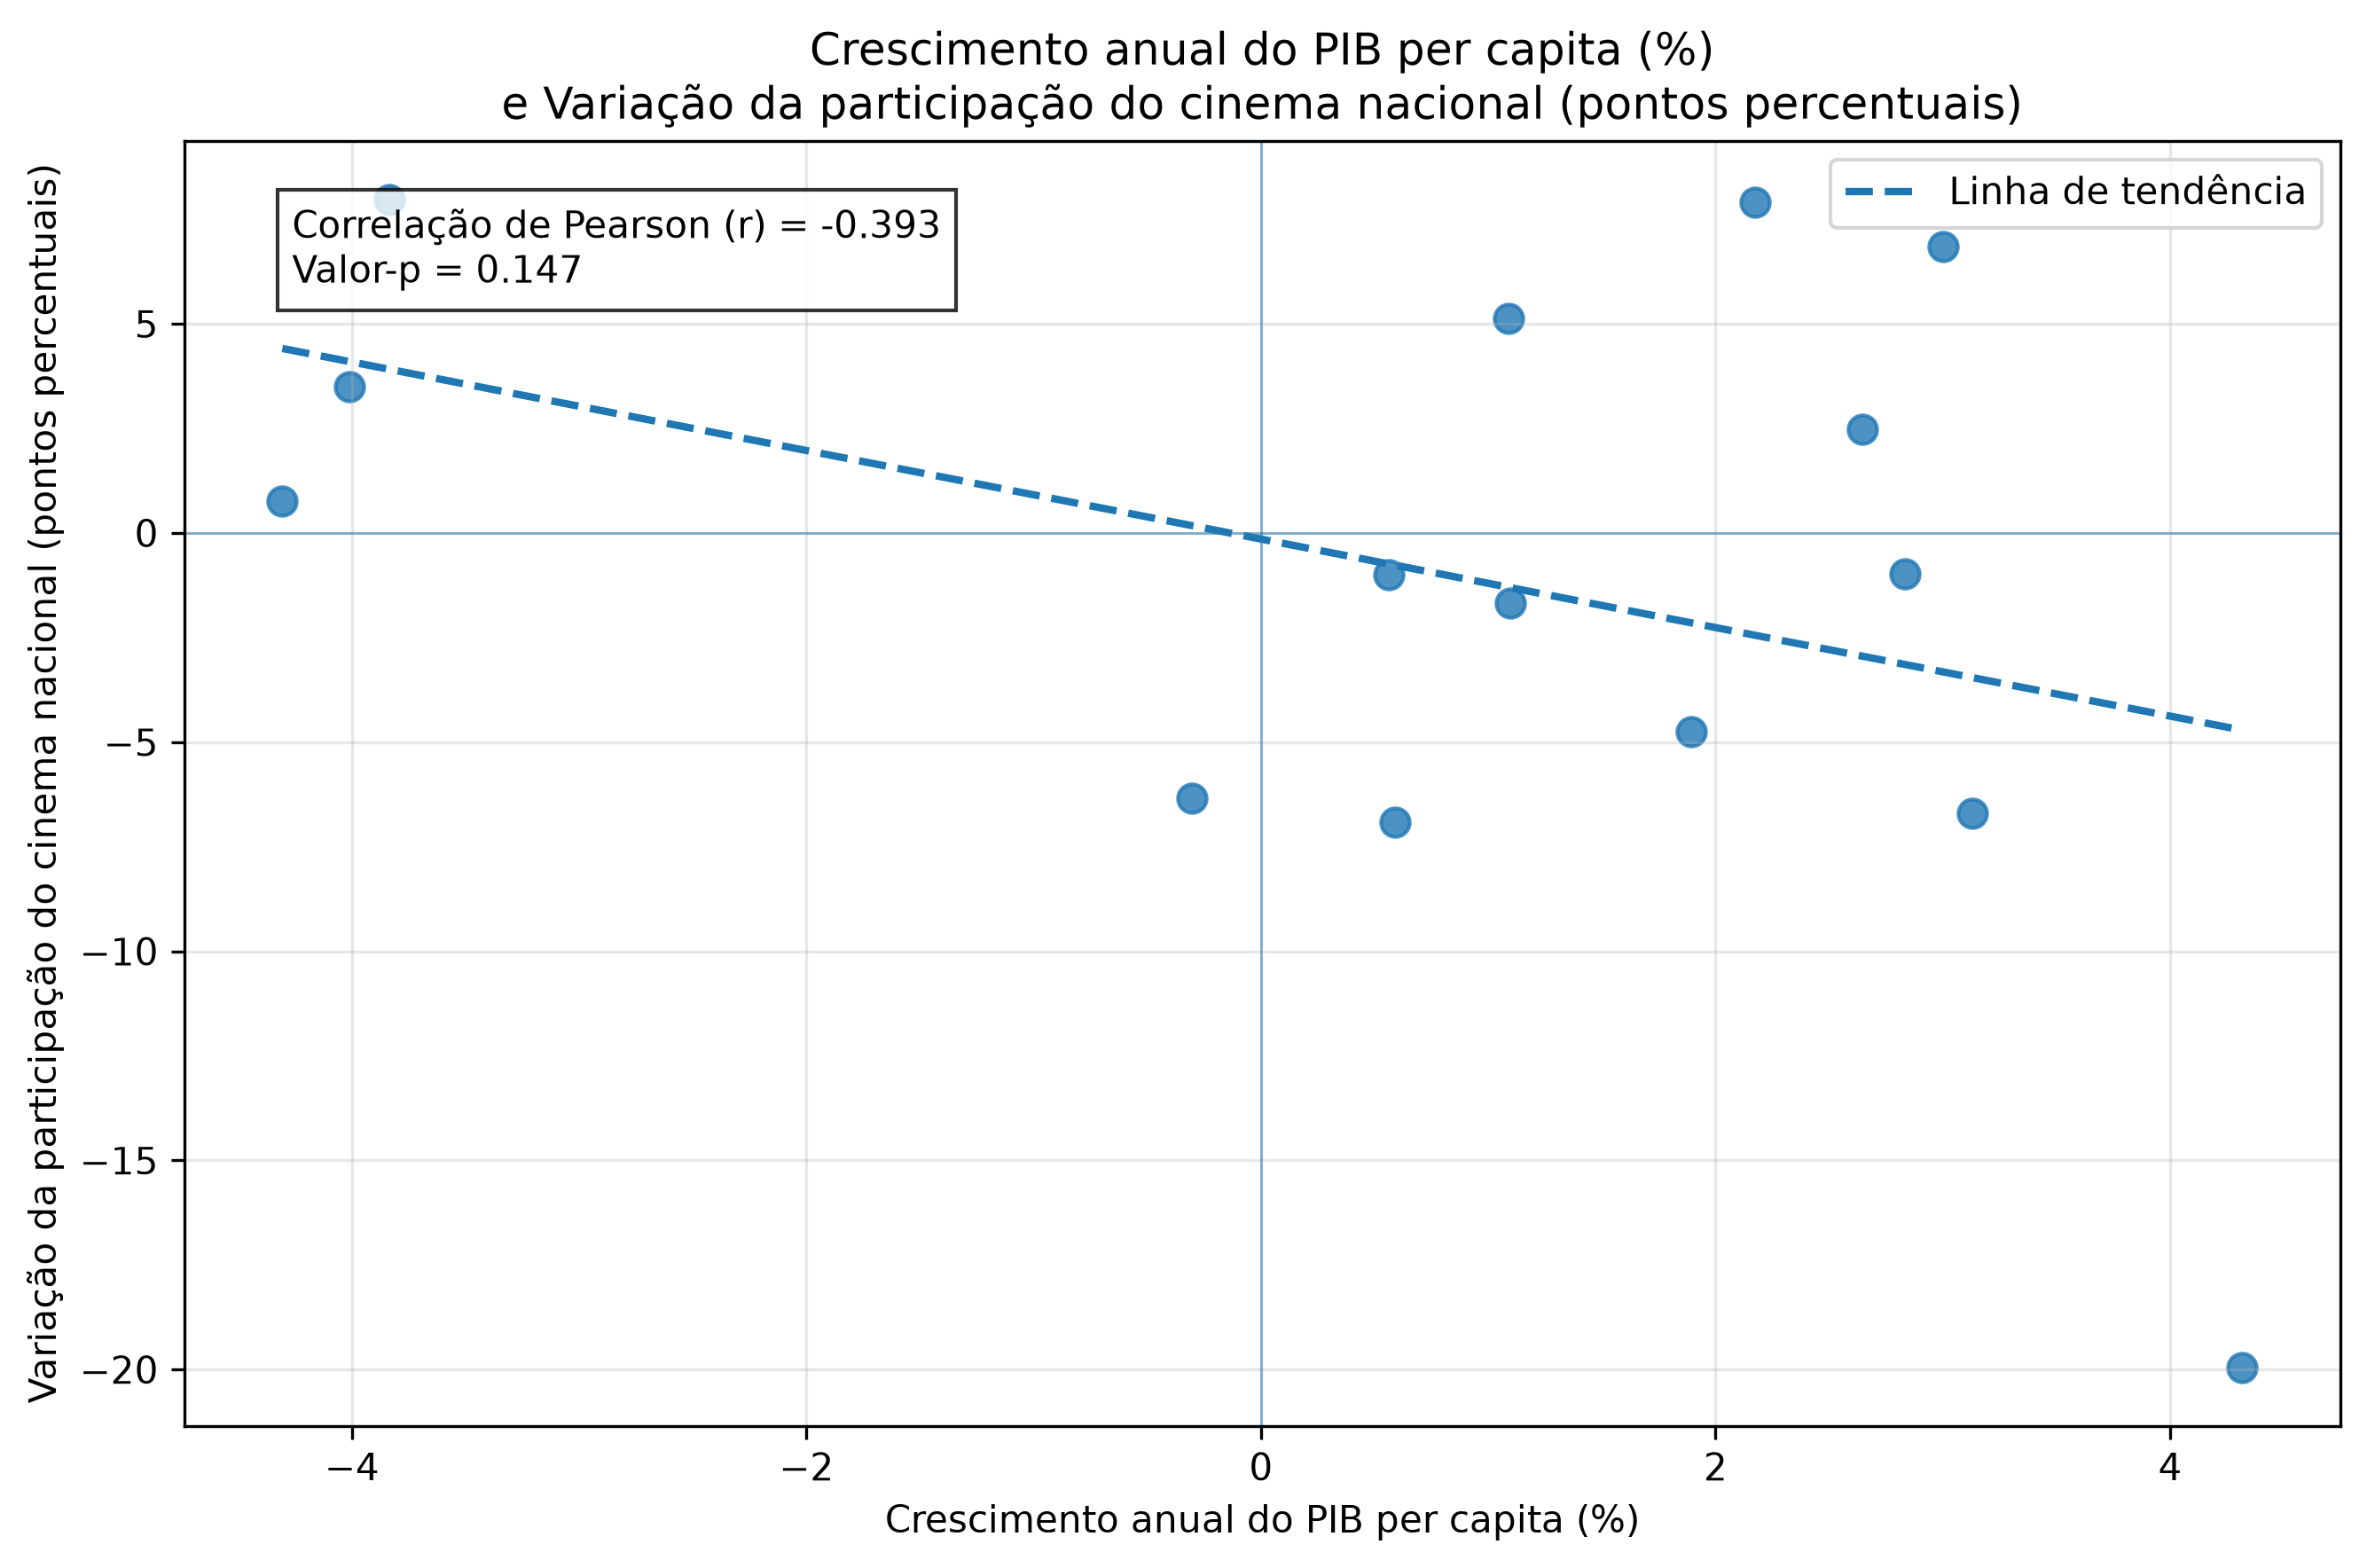 Crescimento anual do PIB per capita (%)
e Variação da participação do cinema nacional (pontos percentuais)
Correlação de Pearson (r) = -0.393
Valor-p = 0.147
Linha de tendência
Variação da participação do cinema nacional (pontos percentuais)
5
0
−5
−10
−15
−20
−4
−2
0
2
4
Crescimento anual do PIB per capita (%)